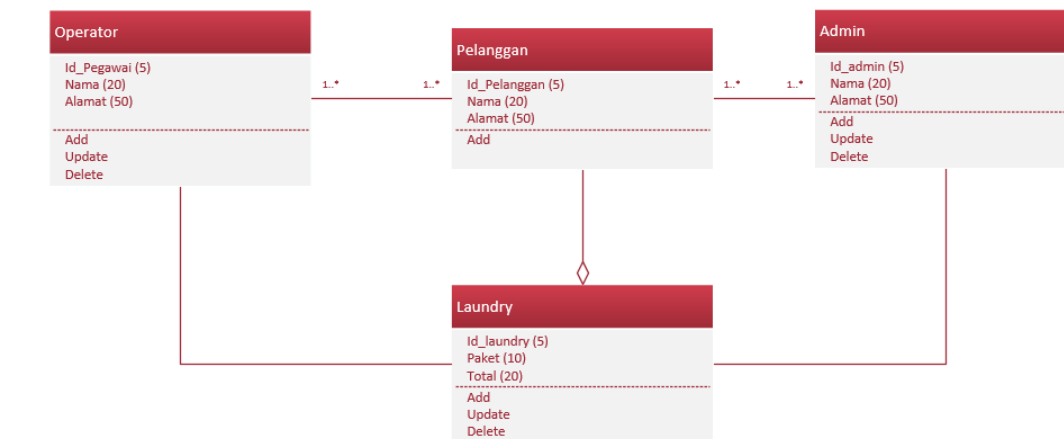 Operator
Id_Pegawai (5)
Nama (20)
Alamat (50)
Add
Update
Delete
1..*
1..*
Pelanggan
Id_Pelanggan (5)
Nama (20)
Alamat (50)
Add
1..*
1..*
Admin
Id_admin (5)
Nama (20)
Alamat (50)
Add
Update
Delete
Laundry
Id_laundry (5)
Paket (10)
Total (20)
Add
Update
Delete